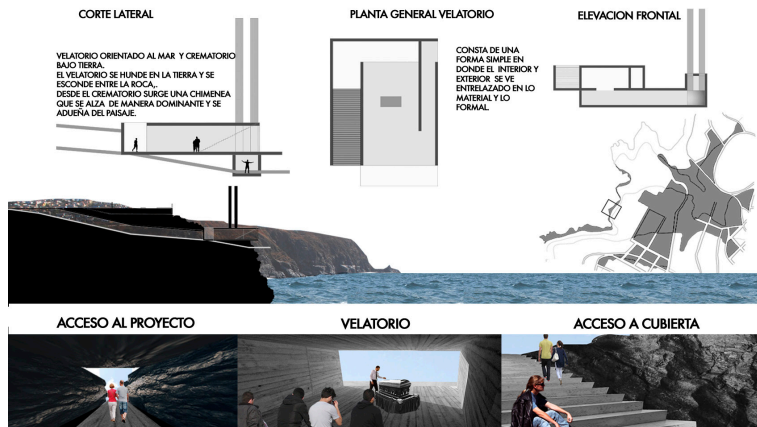 CORTE LATERAL
PLANTA GENERAL VELATORIO
ELEVACION FRONTAL
VELATORIO ORIENTADO AL MAR Y CREMATORIO
BAJO TIERRA.
EL VELATORIO SE HUNDE EN LA TIERRA Y SE
ESCONDE ENTRE LA ROCA,.
DESDE EL CREMATORIO SURGE UNA CHIMENEA
QUE SE ALZA DE MANERA DOMINANTE Y SE
ADUEÑA DEL PAISAJE.
CONSTA DE UNA
FORMA SIMPLE EN
DONDE EL INTERIOR Y
EXTERIOR SE VE
ENTRELAZADO EN LO
MATERIAL Y LO
FORMAL.
ACCESO AL PROYECTO
VELATORIO
ACCESO A CUBIERTA